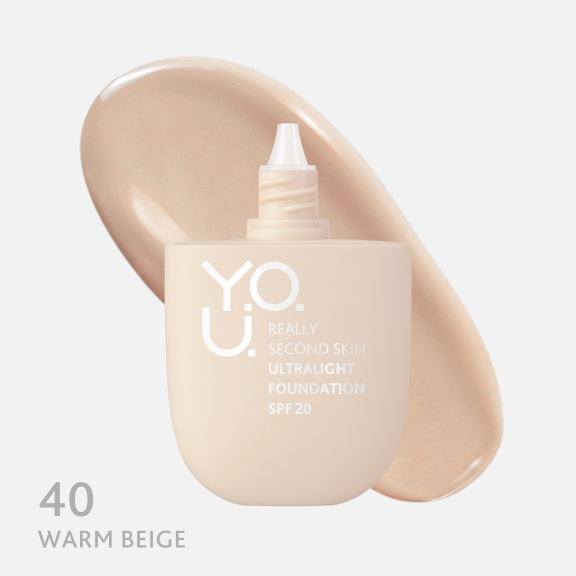 Y.O.
U.
REALLY
SECOND SKIN
ULTRALIGHT
FOUNDATION
SPF 20
40
WARM BEIGE